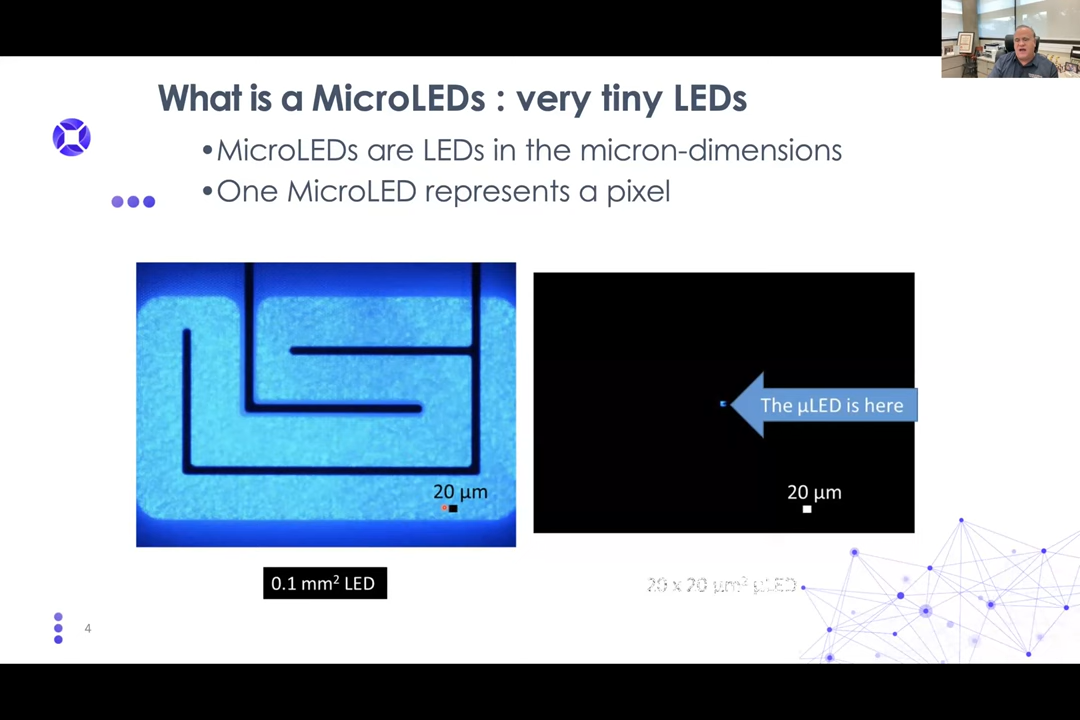 What is a MicroLEDs : very tiny LEDs
•MicroLEDs are LEDs in the micron-dimensions
•One MicroLED represents a pixel
20 µm
0.1 mm² LED
The µLED is here
20 µm
20 x 20 µm² µLED
4